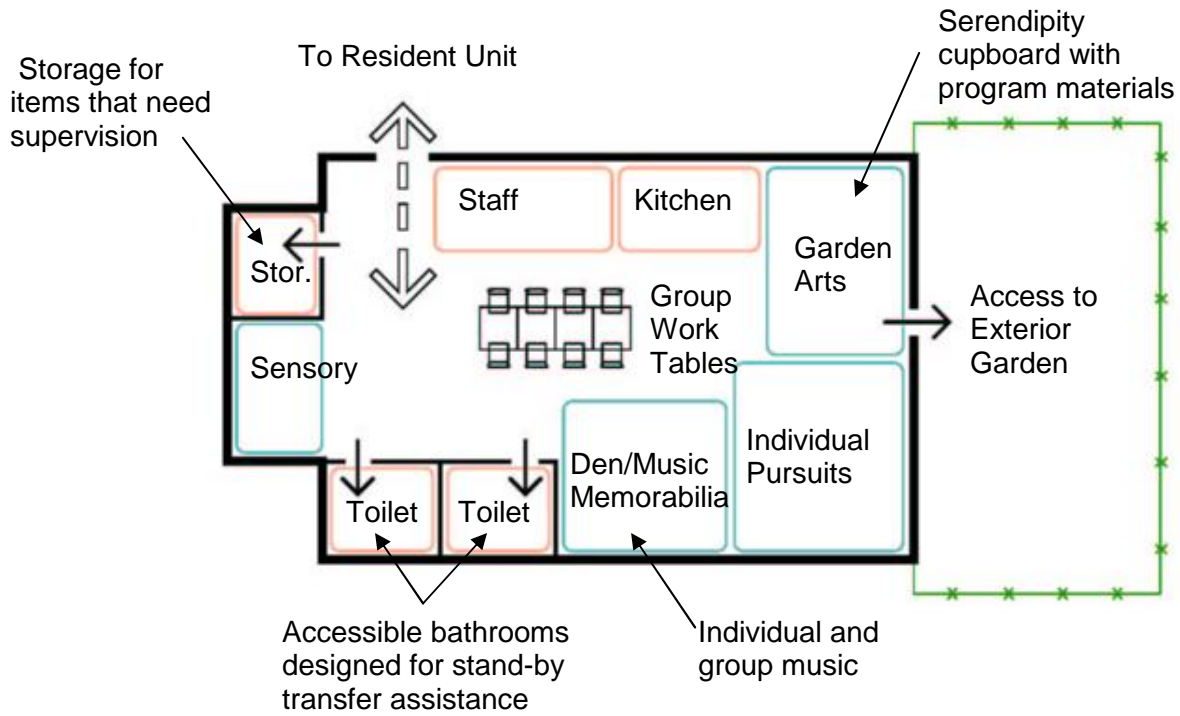 Serendipity
cupboard with
program materials
To Resident Unit
Storage for
items that need
supervision
Staff
Kitchen
Stor.
Garden
Arts
Group
Work
Tables
Access to
Exterior
Garden
Sensory
Individual
Pursuits
Den/Music
Memorabilia
Toilet
Toilet
Accessible bathrooms
designed for stand-by
transfer assistance
Individual and
group music